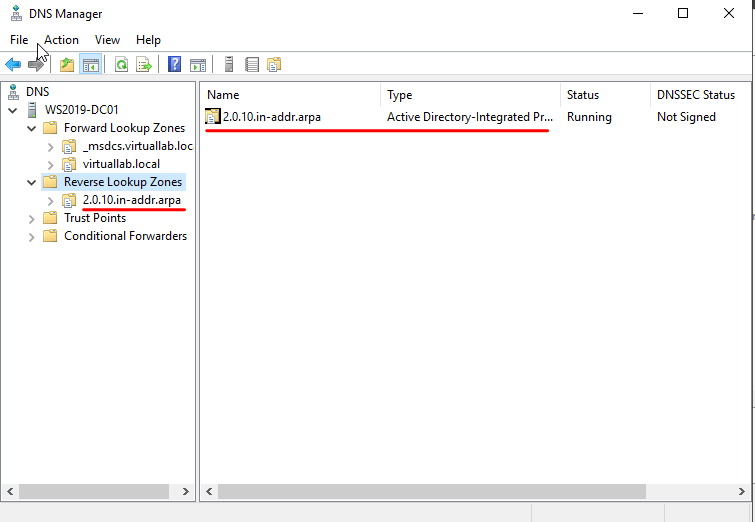 DNS Manager
File Action View Help
DNS
WS2019-DC01
Forward Lookup Zones
_msdcs.virtuallab.loc
virtuallab.local
Reverse Lookup Zones
2.0.10.in-addr.arpa
Trust Points
Conditional Forwarders
Name Type Status DNSSEC Status
2.0.10.in-addr.arpa Active Directory-Integrated Pr... Running Not Signed